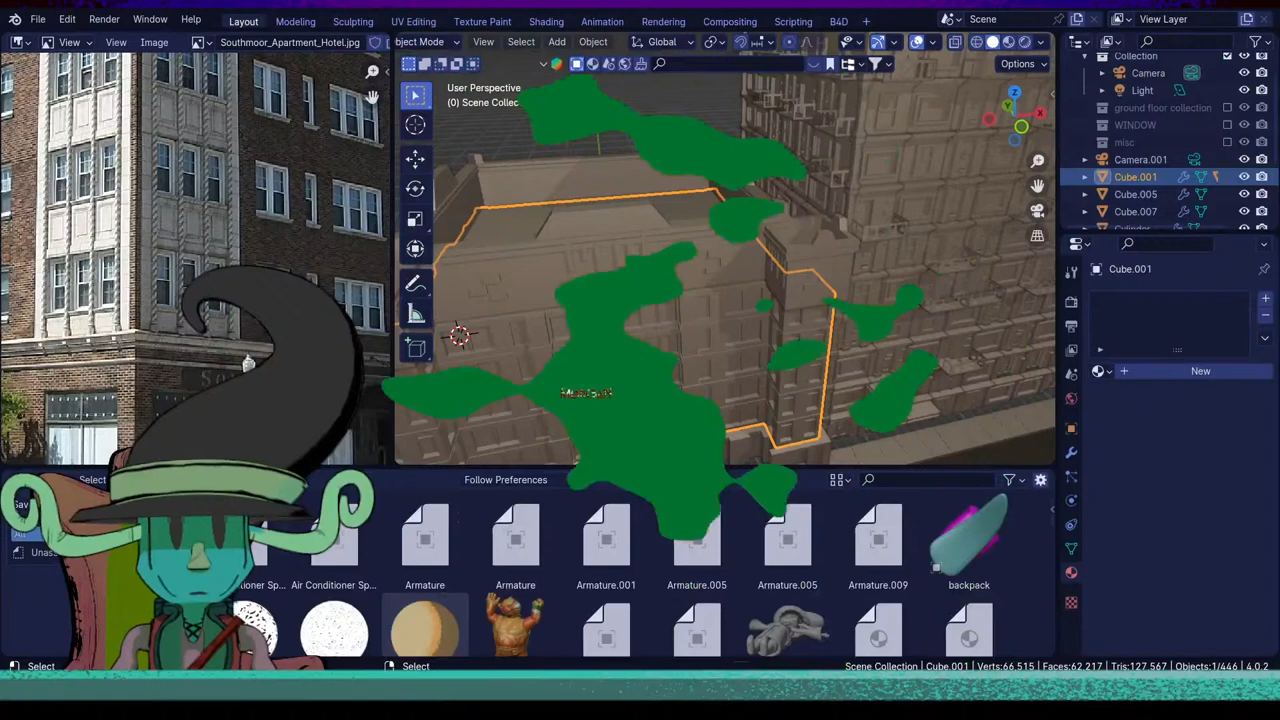 File Edit Render Window Help Layout Modeling Sculpting UV Editing Texture Paint Shading Animation Rendering Compositing Scripting B4D + Scene View Layer
View View Image Southmoor_Apartment_Hotel.jpg bject Mode View Select Add Object Global
Options
User Perspective
(0) Scene Collec
Collection
Camera
Light
ground floor collection
WINDOW
misc
Camera.001
Cube.001
Cube.005
Cube.007
Cube.001
New
Select Follow Preferences
Unass
Air Conditioner Sp... Air Conditioner Sp... Armature Armature Armature.001 Armature.005 Armature.005 Armature.009 backpack
Select Select Scene Collection | Cube.001 | Verts:66,515 | Faces:62,217 | Tris:127,567 | Objects:1/446 | 4.0.2